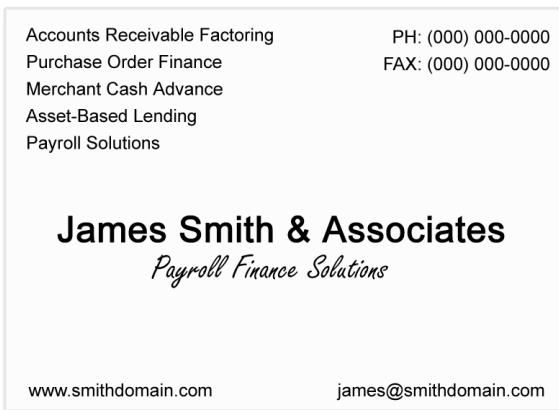 Accounts Receivable Factoring
PH: (000) 000-0000
Purchase Order Finance
FAX: (000) 000-0000
Merchant Cash Advance
Asset-Based Lending
Payroll Solutions
James Smith & Associates
Payroll Finance Solutions
www.smithdomain.com
james@smithdomain.com